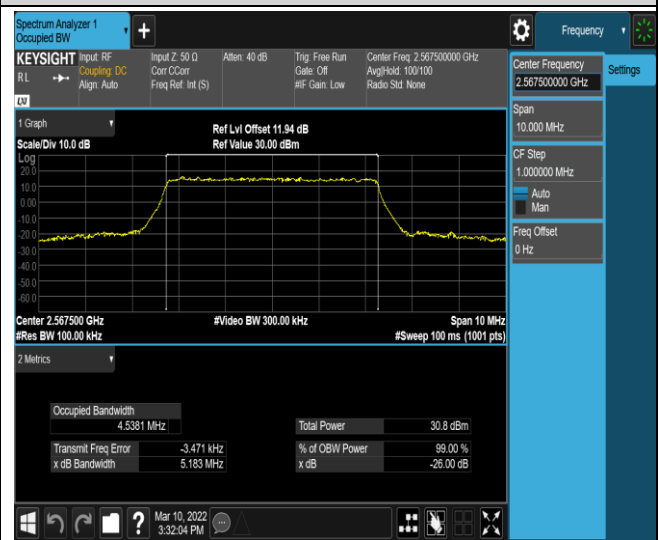 Spectrum Analyzer 1
Occupied BW
Frequency
KEYSIGHT
RL
LXI
Input: RF
Coupling: DC
Align: Auto
Input Z: 50 Ω
Corr CCorr
Freq Ref: Int (S)
Atten: 40 dB
Trig: Free Run
Gate: Off
#IF Gain: Low
Center Freq: 2.567500000 GHz
Avg|Hold: 100/100
Radio Std: None
Center Frequency
2.567500000 GHz
Settings
Span
10.000 MHz
CF Step
1.000000 MHz
Auto
Man
Freq Offset
0 Hz
1 Graph
Scale/Div 10.0 dB
Ref Lvl Offset 11.94 dB
Ref Value 30.00 dBm
Log
20.0
10.0
0.00
-10.0
-20.0
-30.0
-40.0
-50.0
-60.0
Center 2.567500 GHz
#Video BW 300.00 kHz
Span 10 MHz
#Res BW 100.00 kHz
#Sweep 100 ms (1001 pts)
2 Metrics
Occupied Bandwidth
4.5381 MHz
Total Power 30.8 dBm
Transmit Freq Error -3.471 kHz
% of OBW Power 99.00 %
x dB Bandwidth 5.183 MHz
x dB -26.00 dB
?
Mar 10, 2022
3:32:04 PM